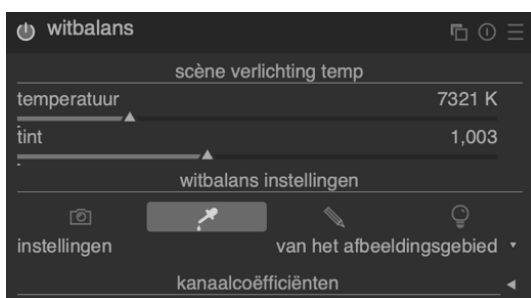 witbalans
scène verlichting temp
temperatuur 7321 K
tint 1,003
witbalans instellingen
instellingen van het afbeeldingsgebied
kanaalcoëfficiënten